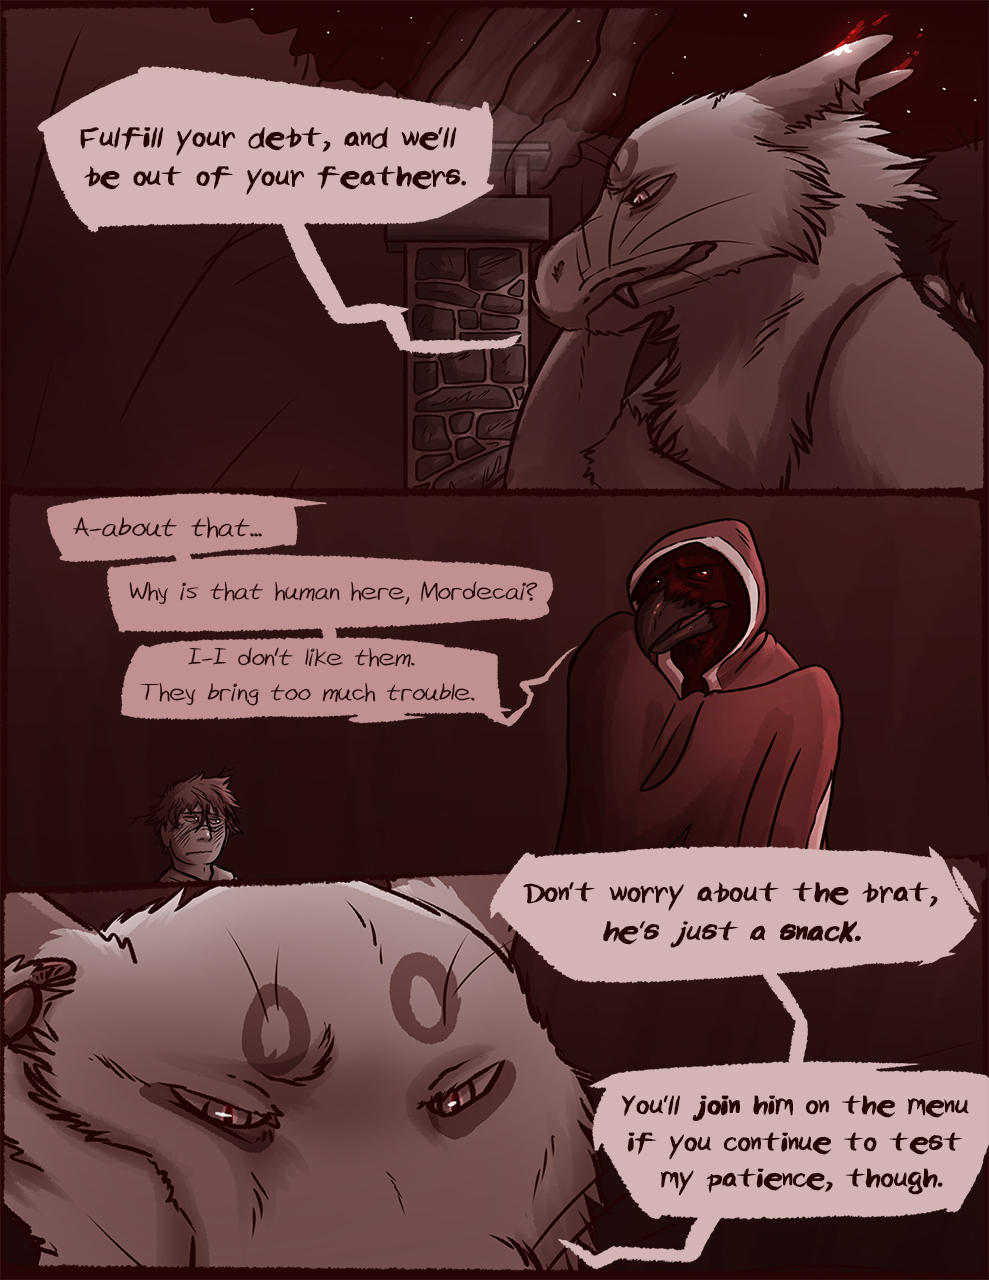 Fulfill your debt, and we'll
be out of your feathers.
A-about that...
Why is that human here, Mordecai?
I-I don't like them.
They bring too much trouble.
Don't worry about the brat,
he's just a snack.
You'll join him on the menu
if you continue to test
my patience, though.